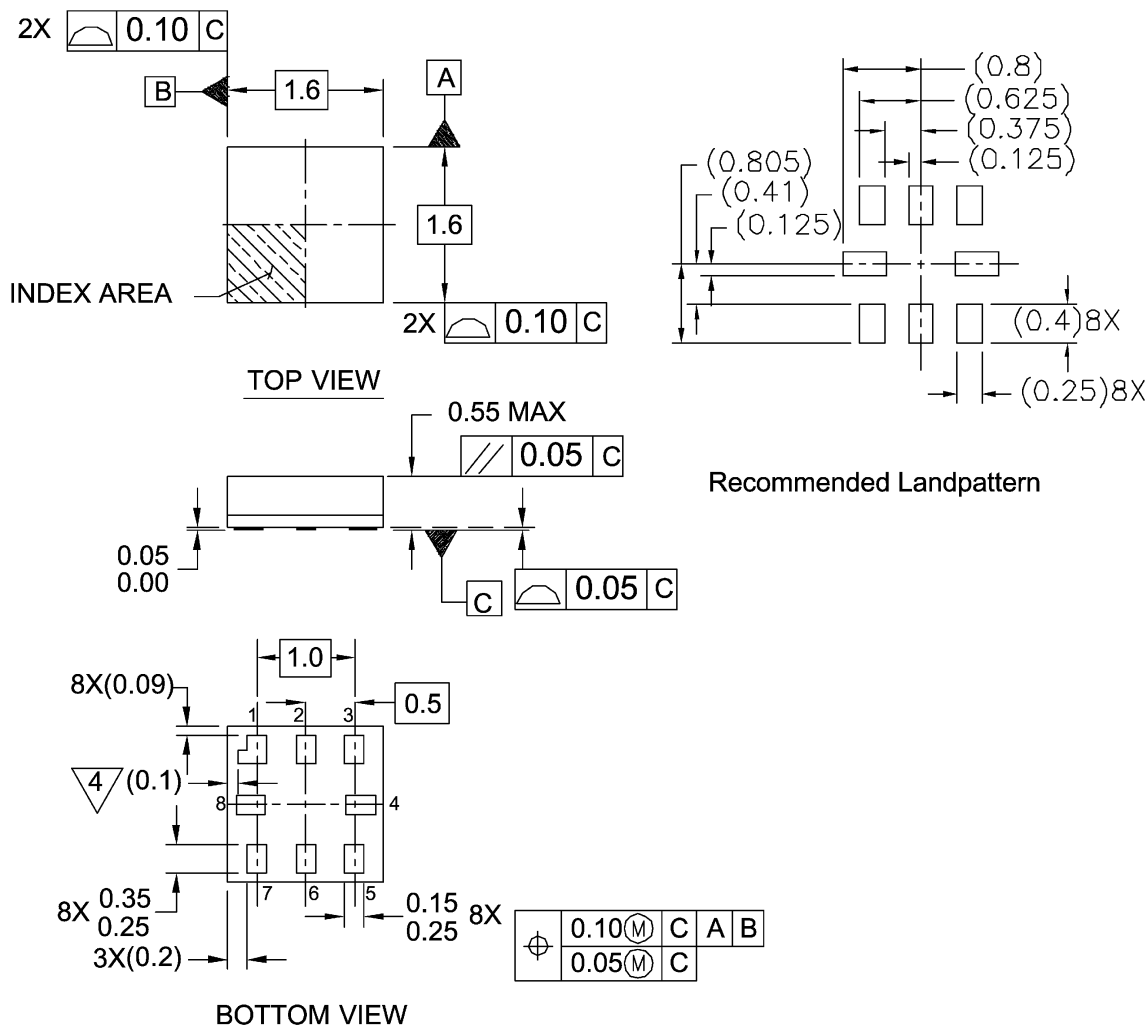 2X 0.10 C
B
1.6
A
1.6
INDEX AREA
2X 0.10 C
TOP VIEW
(0.8)
(0.625)
(0.375)
(0.125)
(0.805)
(0.41)
(0.125)
(0.4)8X
(0.25)8X
Recommended Landpattern
0.55 MAX
// 0.05 C
0.05
0.00
C
0.05 C
1.0
8X(0.09)
0.5
1 2 3
4 (0.1)
8 4
7 6 5
8X 0.35
0.25
0.15 8X
0.25
3X(0.2)
0.10 M C A B
0.05 M C
BOTTOM VIEW